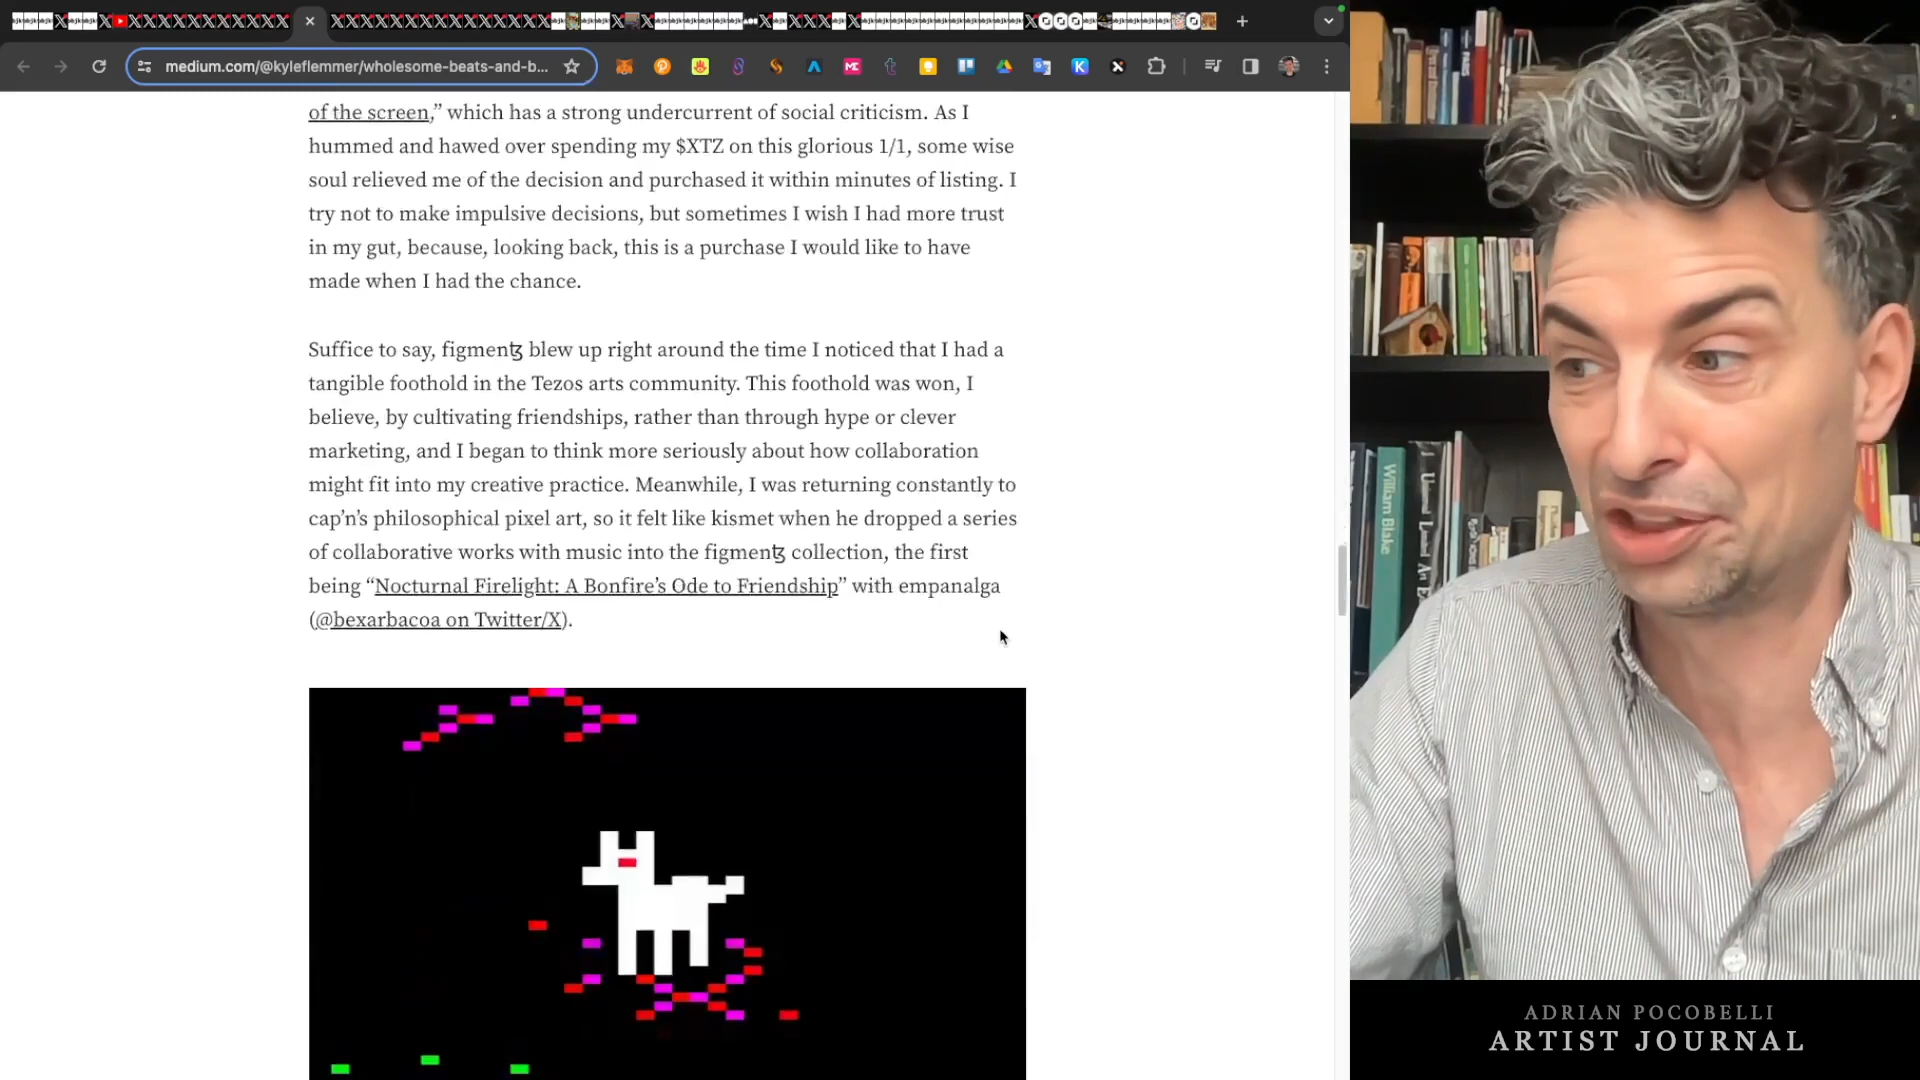 medium.com/@kyleflemmer/wholesome-beats-and-b...
of the screen,” which has a strong undercurrent of social criticism. As I
hummed and hawed over spending my $XTZ on this glorious 1/1, some wise
soul relieved me of the decision and purchased it within minutes of listing. I
try not to make impulsive decisions, but sometimes I wish I had more trust
in my gut, because, looking back, this is a purchase I would like to have
made when I had the chance.
Suffice to say, figmenꜩ blew up right around the time I noticed that I had a
tangible foothold in the Tezos arts community. This foothold was won, I
believe, by cultivating friendships, rather than through hype or clever
marketing, and I began to think more seriously about how collaboration
might fit into my creative practice. Meanwhile, I was returning constantly to
cap’n’s philosophical pixel art, so it felt like kismet when he dropped a series
of collaborative works with music into the figmenꜩ collection, the first
being “Nocturnal Firelight: A Bonfire’s Ode to Friendship” with empanalga
(@bexarbacoa on Twitter/X).
William Blake
ADRIAN POCOBELLI
ARTIST JOURNAL